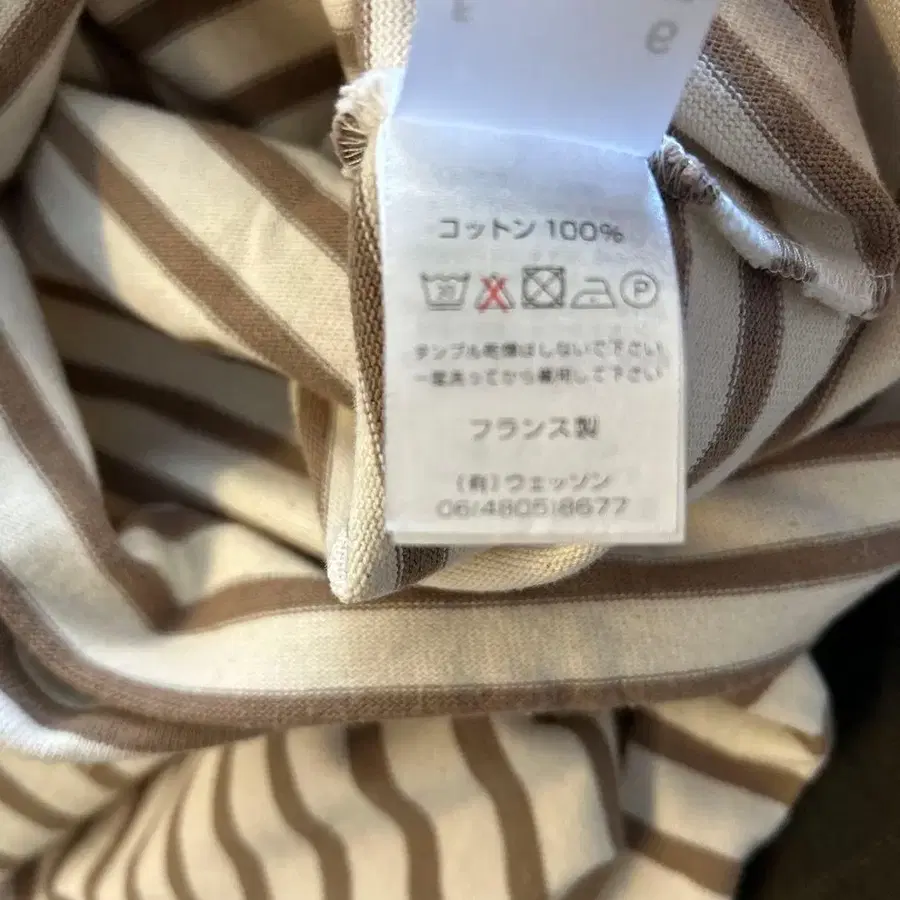 コットン 100%
30 X P
タンブル乾燥はしないで下さい
一度洗ってから着用して下さい
フランス製
(有)ウェッソン
06/480518677